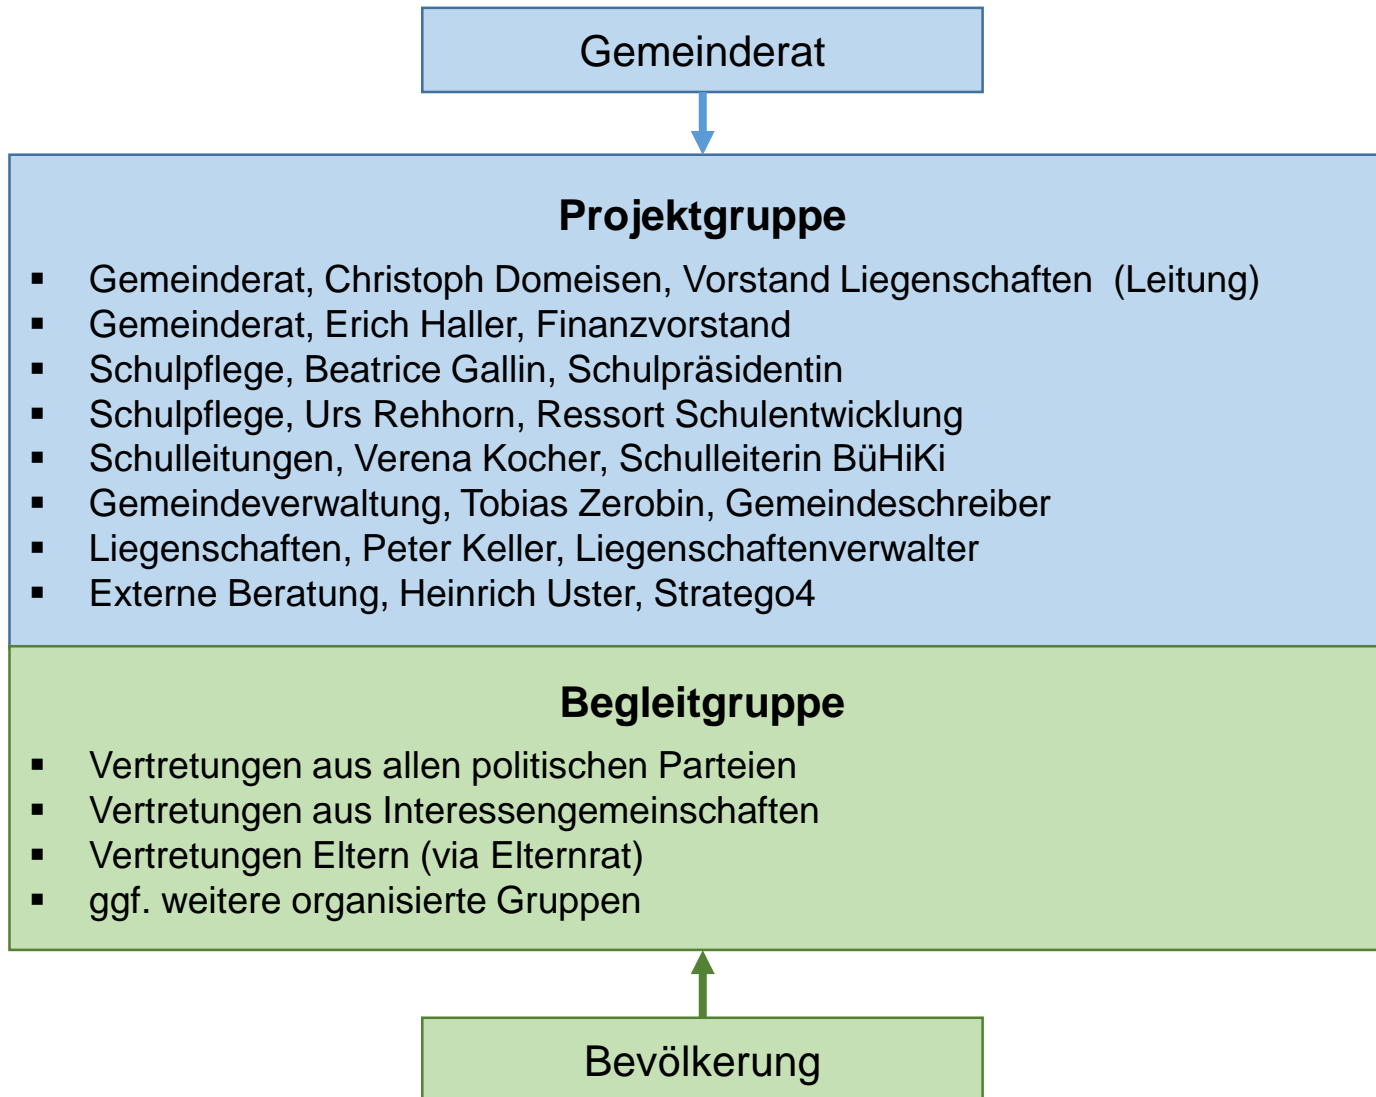 Gemeinderat
Projektgruppe
▪ Gemeinderat, Christoph Domeisen, Vorstand Liegenschaften  (Leitung)
▪ Gemeinderat, Erich Haller, Finanzvorstand
▪ Schulpflege, Beatrice Gallin, Schulpräsidentin
▪ Schulpflege, Urs Rehhorn, Ressort Schulentwicklung
▪ Schulleitungen, Verena Kocher, Schulleiterin BüHiKi
▪ Gemeindeverwaltung, Tobias Zerobin, Gemeindeschreiber
▪ Liegenschaften, Peter Keller, Liegenschaftenverwalter
▪ Externe Beratung, Heinrich Uster, Stratego4
Begleitgruppe
▪ Vertretungen aus allen politischen Parteien
▪ Vertretungen aus Interessengemeinschaften
▪ Vertretungen Eltern (via Elternrat)
▪ ggf. weitere organisierte Gruppen
Bevölkerung